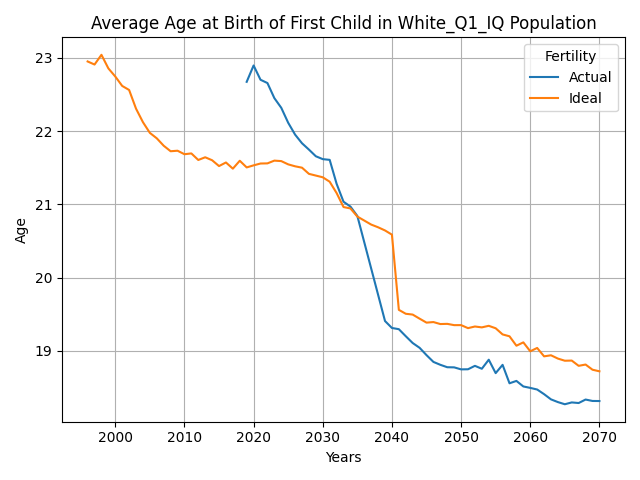 Average Age at Birth of First Child in White_Q1_IQ Population
Fertility
Actual
Ideal
Age
23
22
21
20
19
2000
2010
2020
2030
2040
2050
2060
2070
Years